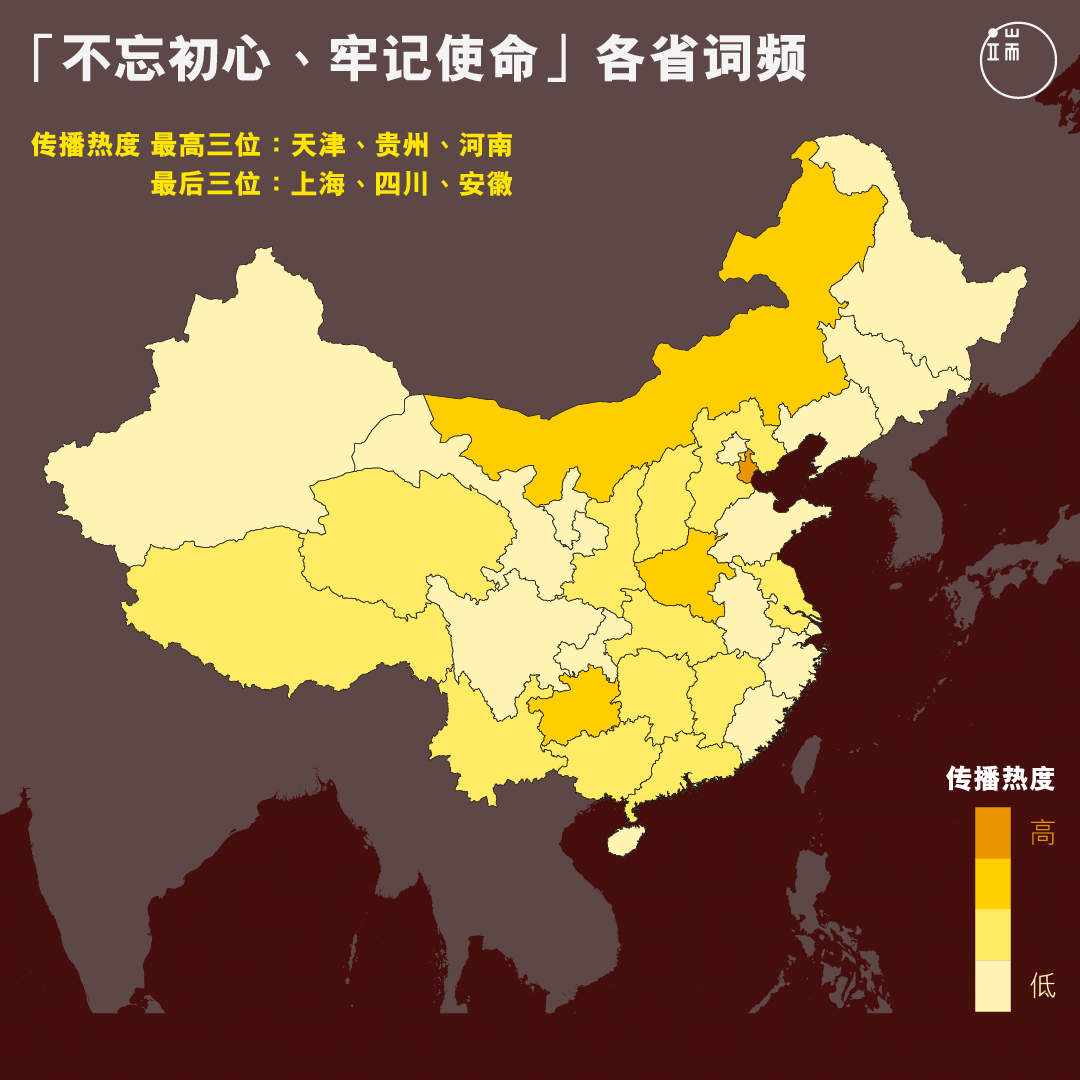 「不忘初心、牢记使命」各省词频
端
传播热度 最高三位：天津、贵州、河南
最后三位：上海、四川、安徽
传播热度
高
低